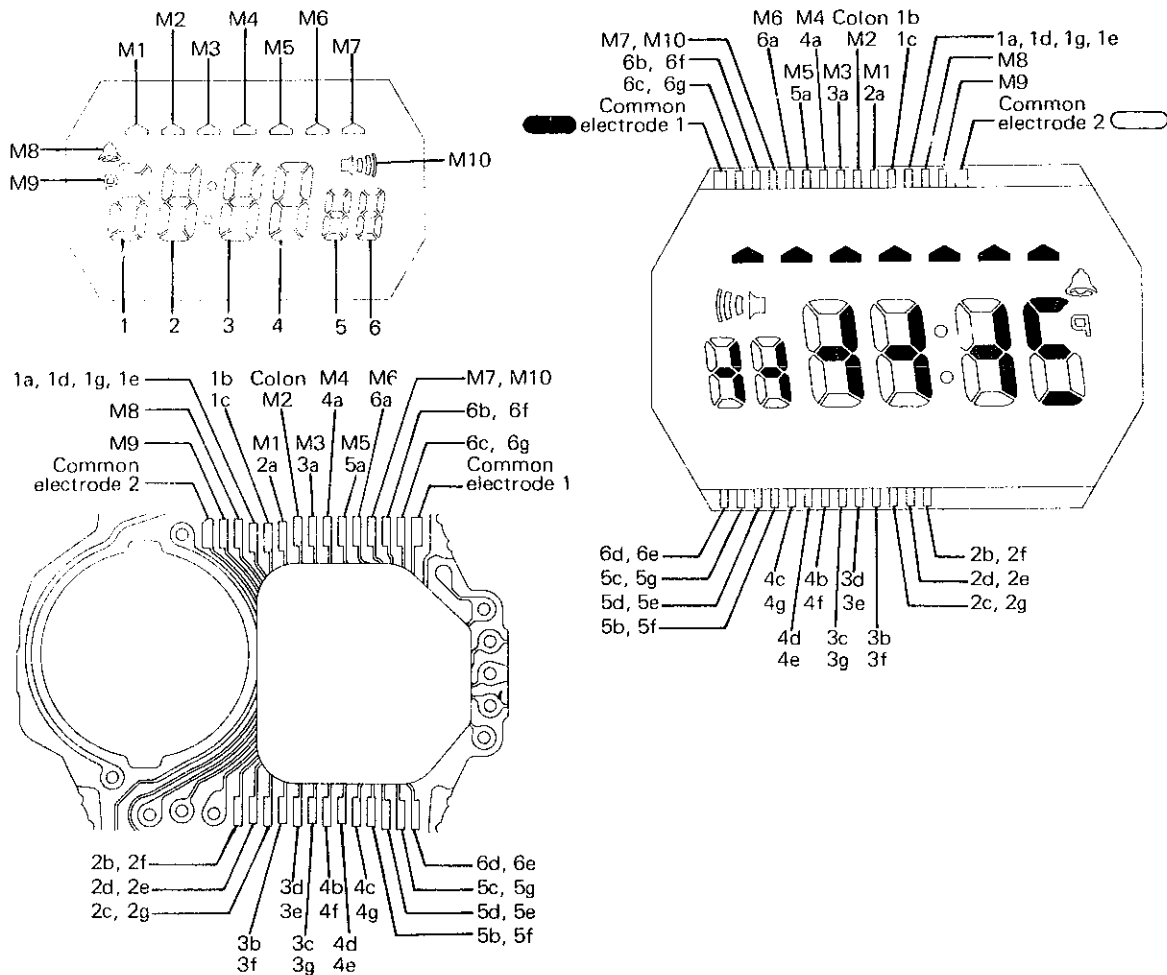 M2 M4 M6
M1 M3 M5 M7
M8
M9
M10
1 2 3 4 5 6
M6 M4 Colon 1b
6a 4a M2 1c
M7, M10
6b, 6f
6c, 6g
Common
electrode 1
M5 M3 M1
5a 3a 2a
1a, 1d, 1g, 1e
M8
M9
Common
electrode 2
6d, 6e
5c, 5g
5d, 5e
5b, 5f
4c 4b 3d
4g 4f 3e
4d 3c 3b
4e 3g 3f
2b, 2f
2d, 2e
2c, 2g
1a, 1d, 1g, 1e
M8
M9
Common
electrode 2
1b Colon M4 M6
1c M2 4a 6a
M1 M3 M5
2a 3a 5a
M7, M10
6b, 6f
6c, 6g
Common
electrode 1
2b, 2f
2d, 2e
2c, 2g
3d 4b 4c
3e 4f 4g
3b 3c 4d
3f 3g 4e
6d, 6e
5c, 5g
5d, 5e
5b, 5f